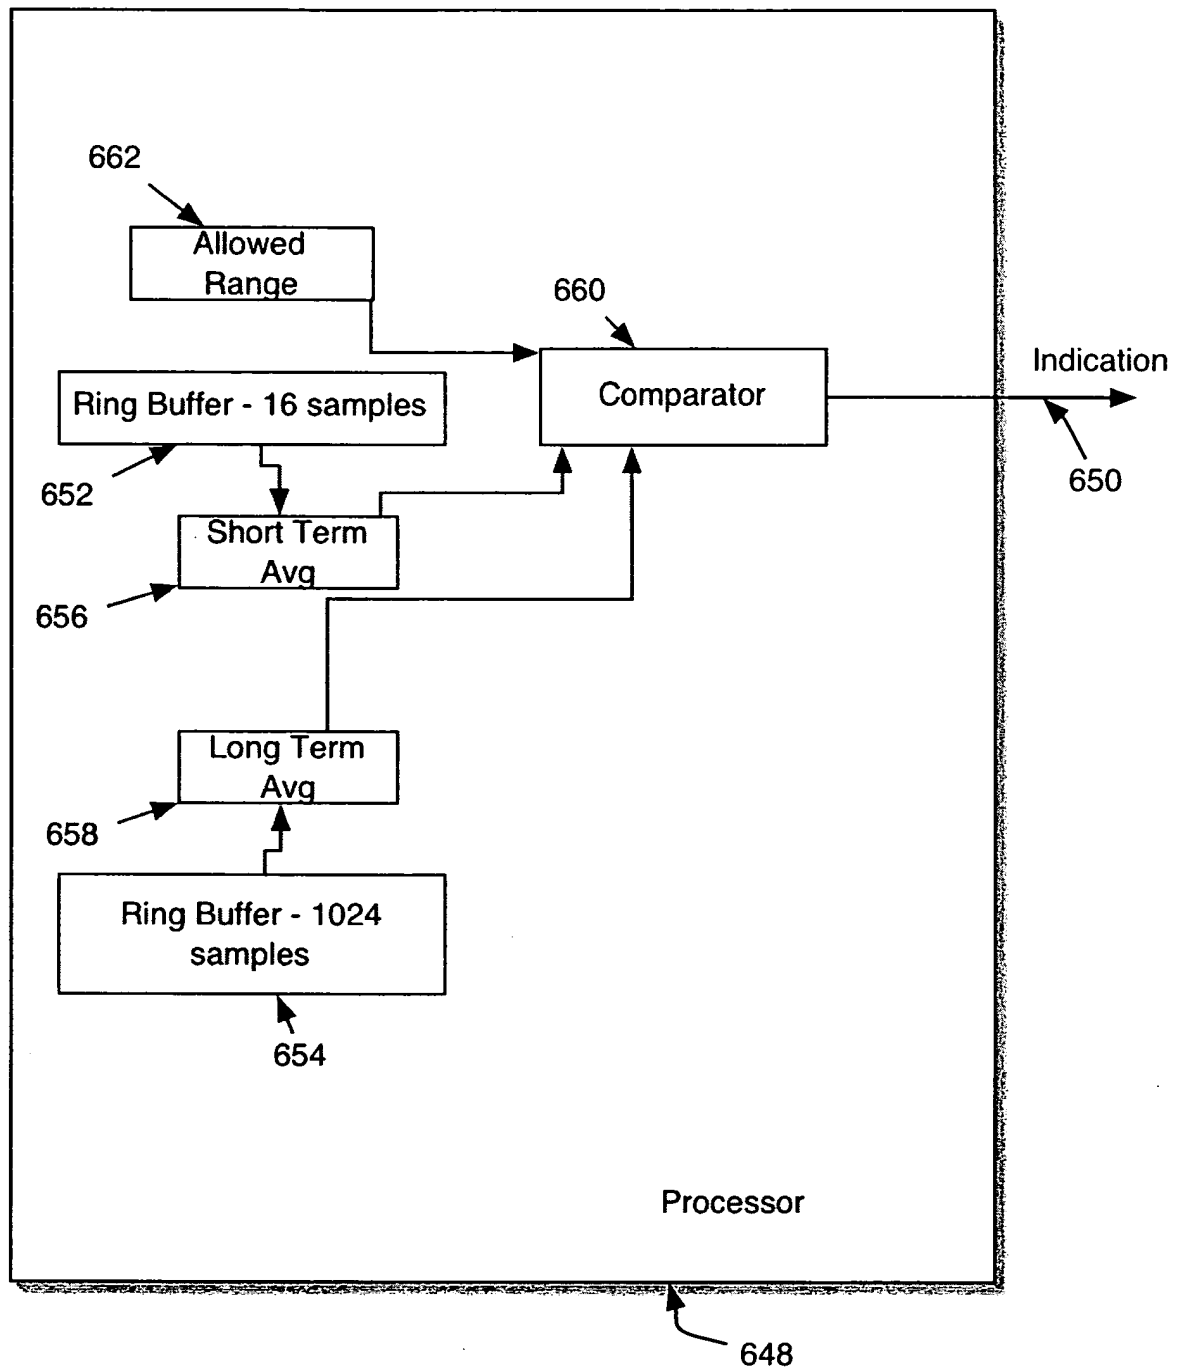 662
Allowed
Range
660
Indication
Comparator
Ring Buffer - 16 samples
650
652
Short Term
Avg
656
Long Term
Avg
658
Ring Buffer - 1024
samples
654
Processor
648